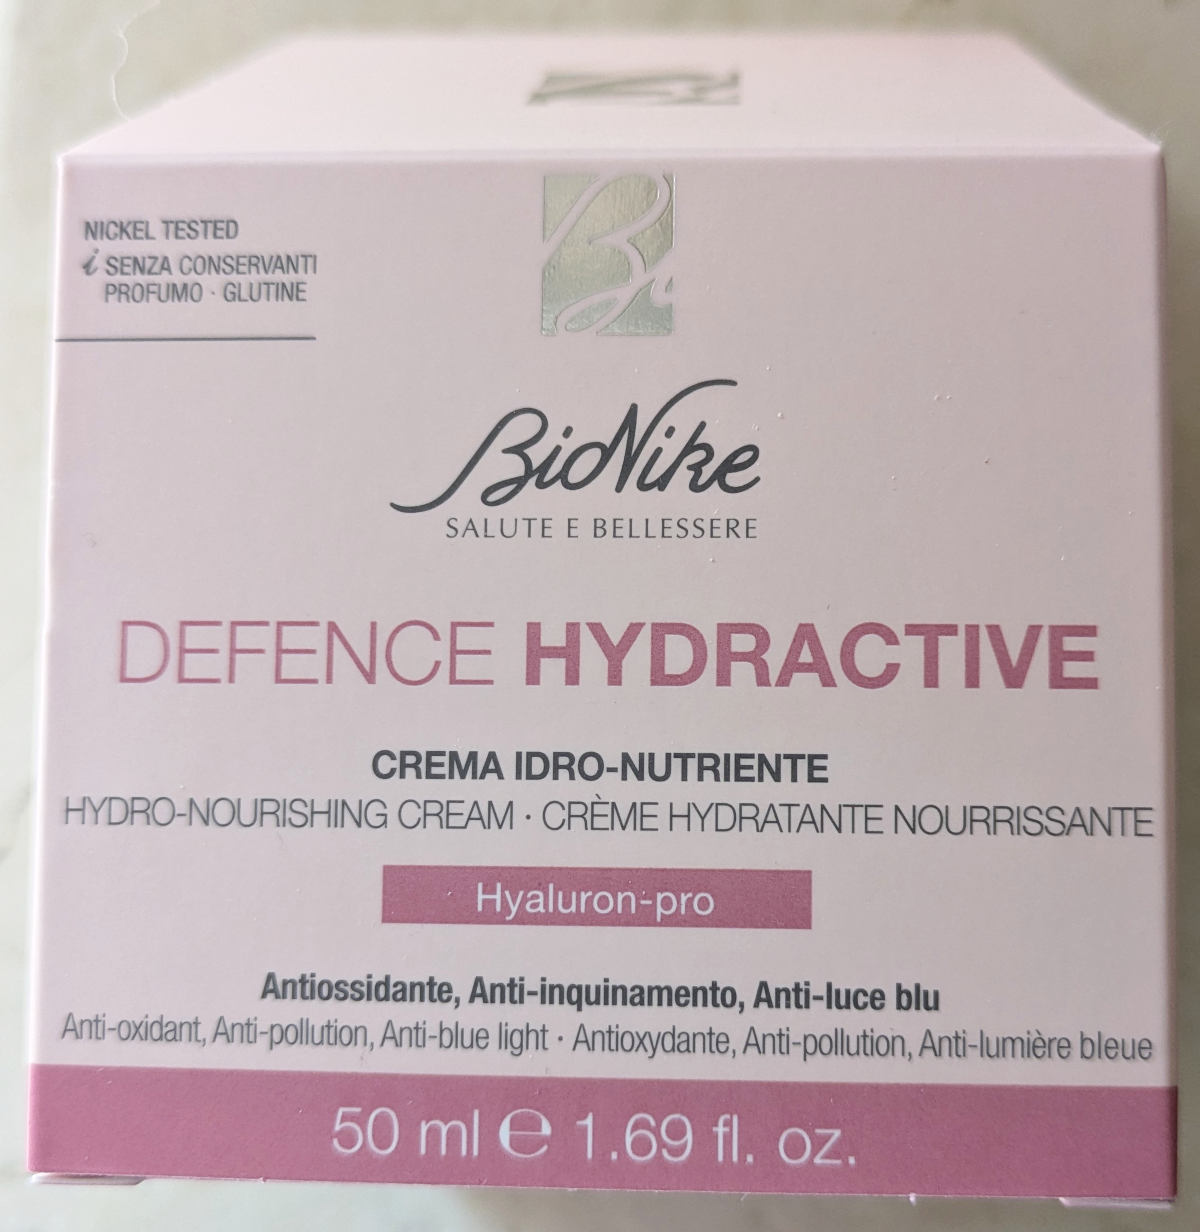 NICKEL TESTED
i SENZA CONSERVANTI
PROFUMO · GLUTINE
Bi
BioNike
SALUTE E BELLESSERE
DEFENCE HYDRACTIVE
CREMA IDRO-NUTRIENTE
HYDRO-NOURISHING CREAM · CRÈME HYDRATANTE NOURRISSANTE
Hyaluron-pro
Antiossidante, Anti-inquinamento, Anti-luce blu
Anti-oxidant, Anti-pollution, Anti-blue light · Antioxydante, Anti-pollution, Anti-lumière bleue
50 ml ℮ 1.69 fl. oz.